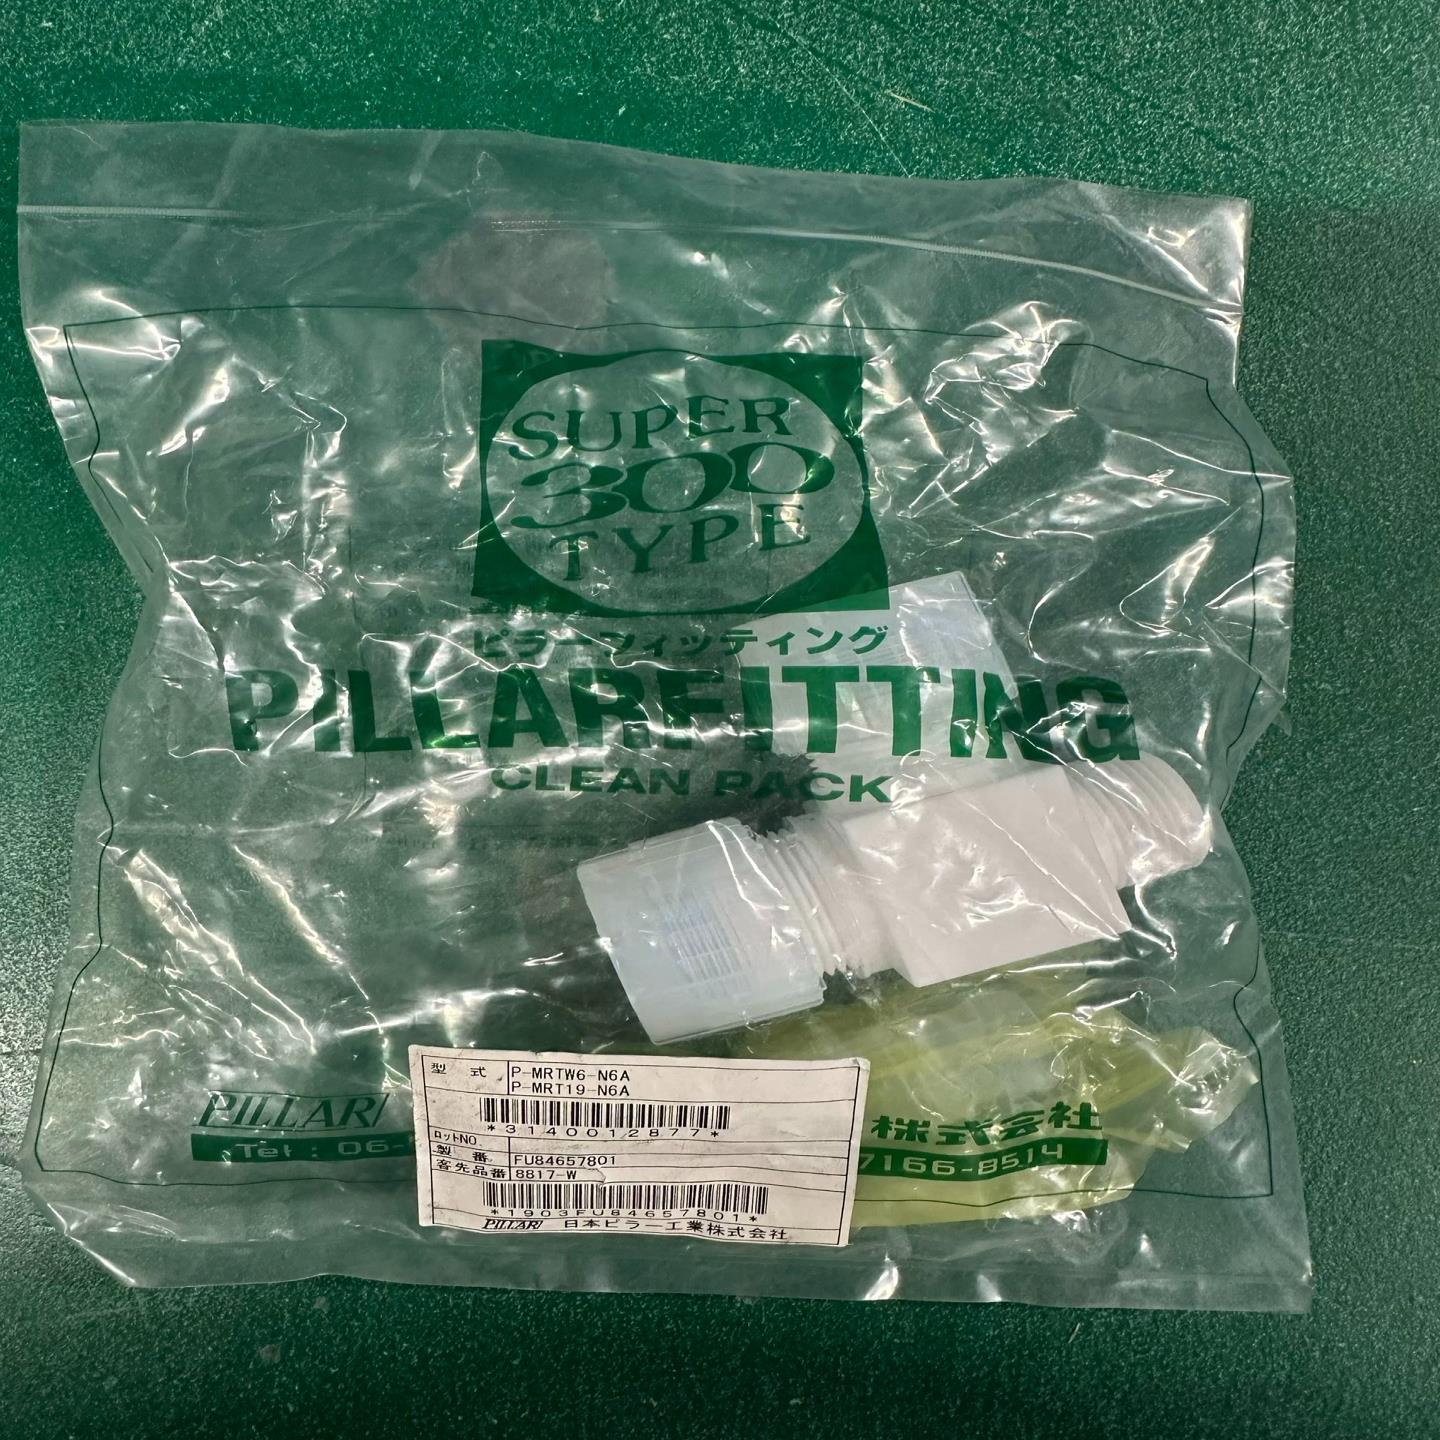 SUPER
300
TYPE
ピラーフィッティング
PILLARFITTING
CLEAN PACK
型式 P-MRTW6-N6A
P-MRT19-N6A
*31400128777*
ロットNO.
製番 FU84657801
客先品番 8817-W
*1903FU84657801*
PILLAR 日本ピラー工業株式会社
PILLAR 株式会社
Tel:06- 7166-8514